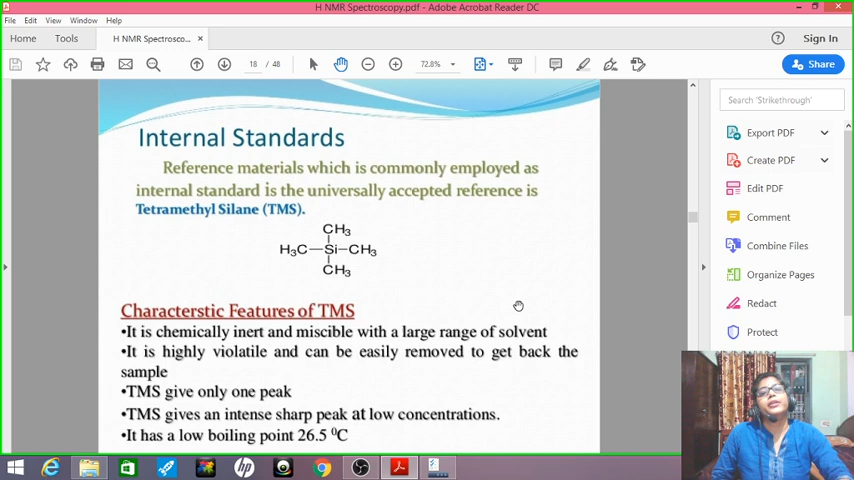 H NMR Spectroscopy.pdf - Adobe Acrobat Reader DC
File Edit View Window Help
Home Tools H NMR Spectrosco... × Sign In
18 / 48 72.8% Share
Internal Standards
Reference materials which is commonly employed as
internal standard is the universally accepted reference is
Tetramethyl Silane (TMS).
CH3
H3C—Si—CH3
CH3
Characterstic Features of TMS
•It is chemically inert and miscible with a large range of solvent
•It is highly violatile and can be easily removed to get back the
sample
•TMS give only one peak
•TMS gives an intense sharp peak at low concentrations.
•It has a low boiling point 26.5 ⁰C
Search 'Strikethrough'
Export PDF
Create PDF
Edit PDF
Comment
Combine Files
Organize Pages
Redact
Protect
hp